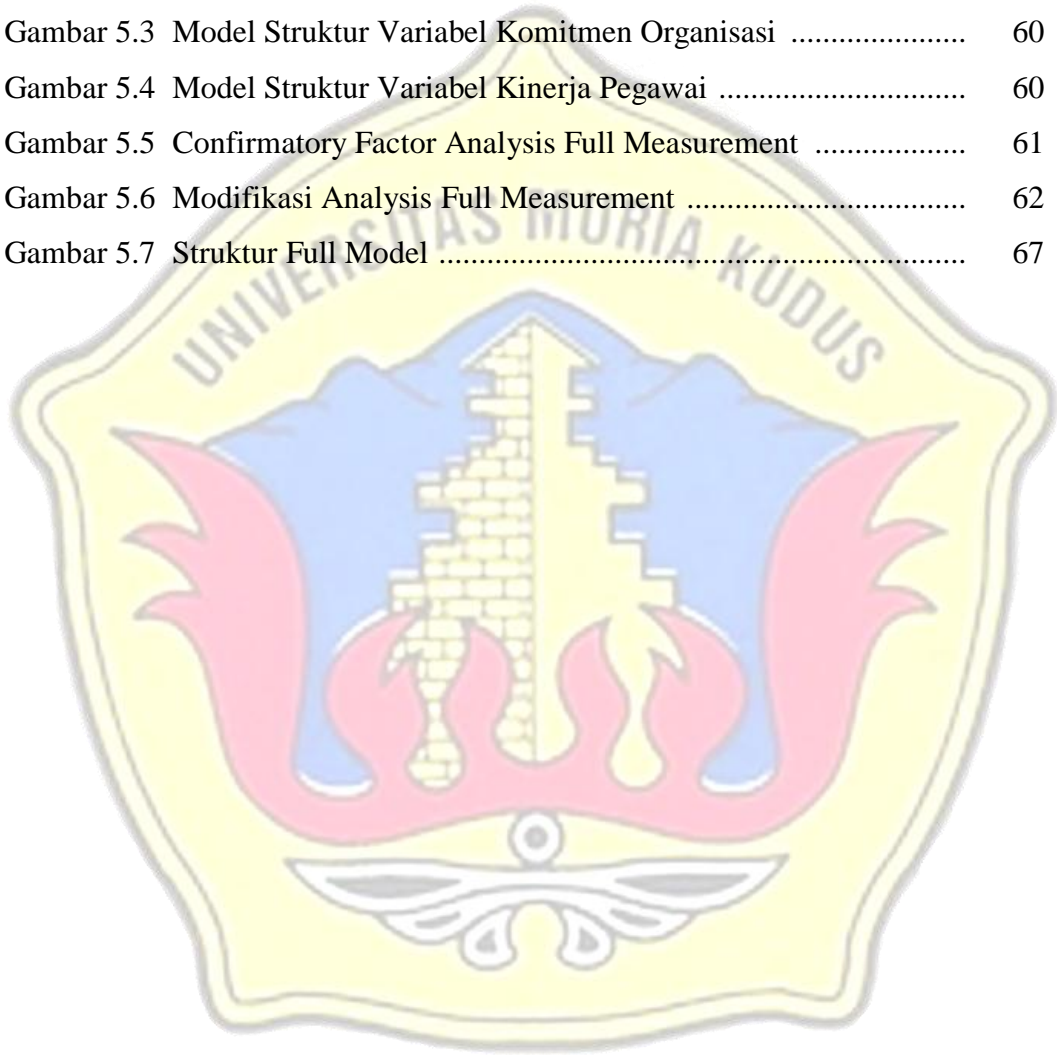 Gambar 5.3 Model Struktur Variabel Komitmen Organisasi ...................... 60
Gambar 5.4 Model Struktur Variabel Kinerja Pegawai ............................... 60
Gambar 5.5 Confirmatory Factor Analysis Full Measurement ................... 61
Gambar 5.6 Modifikasi Analysis Full Measurement ................................... 62
Gambar 5.7 Struktur Full Model .................................................................. 67
UNIVERSITAS MURIA KUDUS